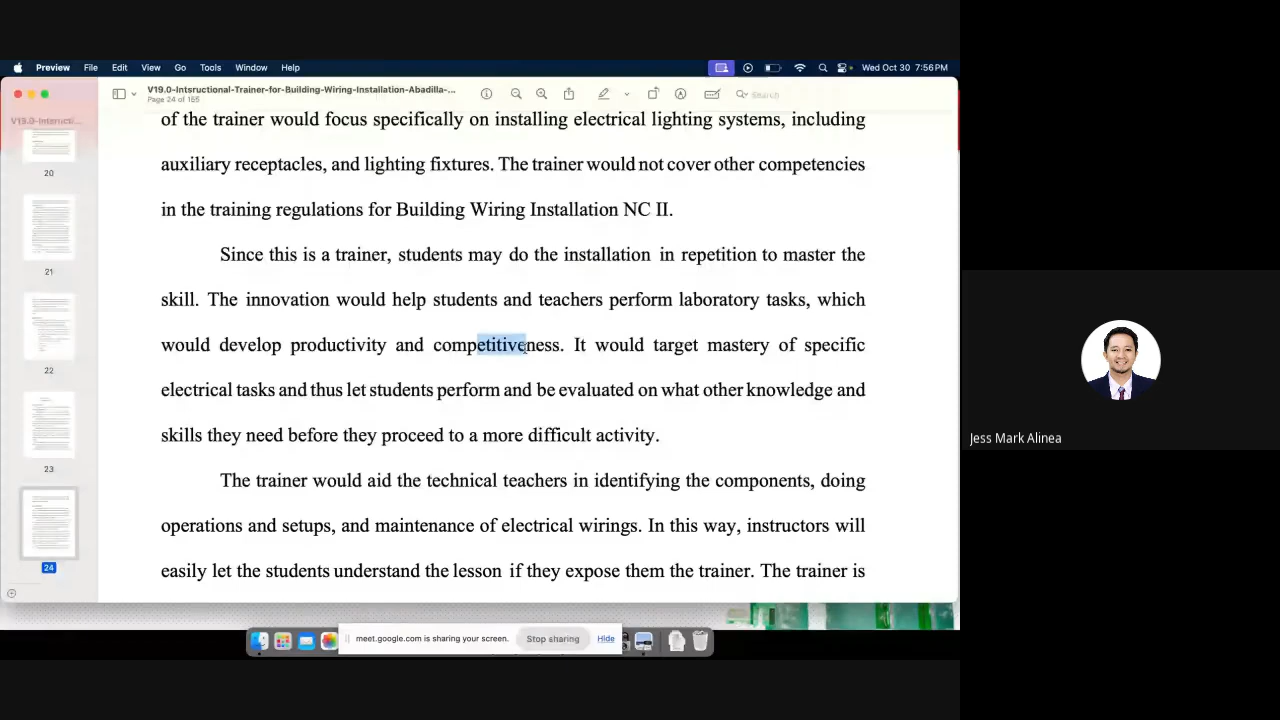 Preview File Edit View Go Tools Window Help Wed Oct 30 7:56 PM
V19.0-Intsructional-Trainer-for-Building-Wiring-Installation-Abadilla-...
Page 24 of 165
Search
V19.0-Intsructi...
20
21
22
23
24
of the trainer would focus specifically on installing electrical lighting systems, including
auxiliary receptacles, and lighting fixtures. The trainer would not cover other competencies
in the training regulations for Building Wiring Installation NC II.
Since this is a trainer, students may do the installation in repetition to master the
skill. The innovation would help students and teachers perform laboratory tasks, which
would develop productivity and competitiveness. It would target mastery of specific
electrical tasks and thus let students perform and be evaluated on what other knowledge and
skills they need before they proceed to a more difficult activity.
The trainer would aid the technical teachers in identifying the components, doing
operations and setups, and maintenance of electrical wirings. In this way, instructors will
easily let the students understand the lesson if they expose them the trainer. The trainer is
meet.google.com is sharing your screen. Stop sharing Hide
Jess Mark Alinea